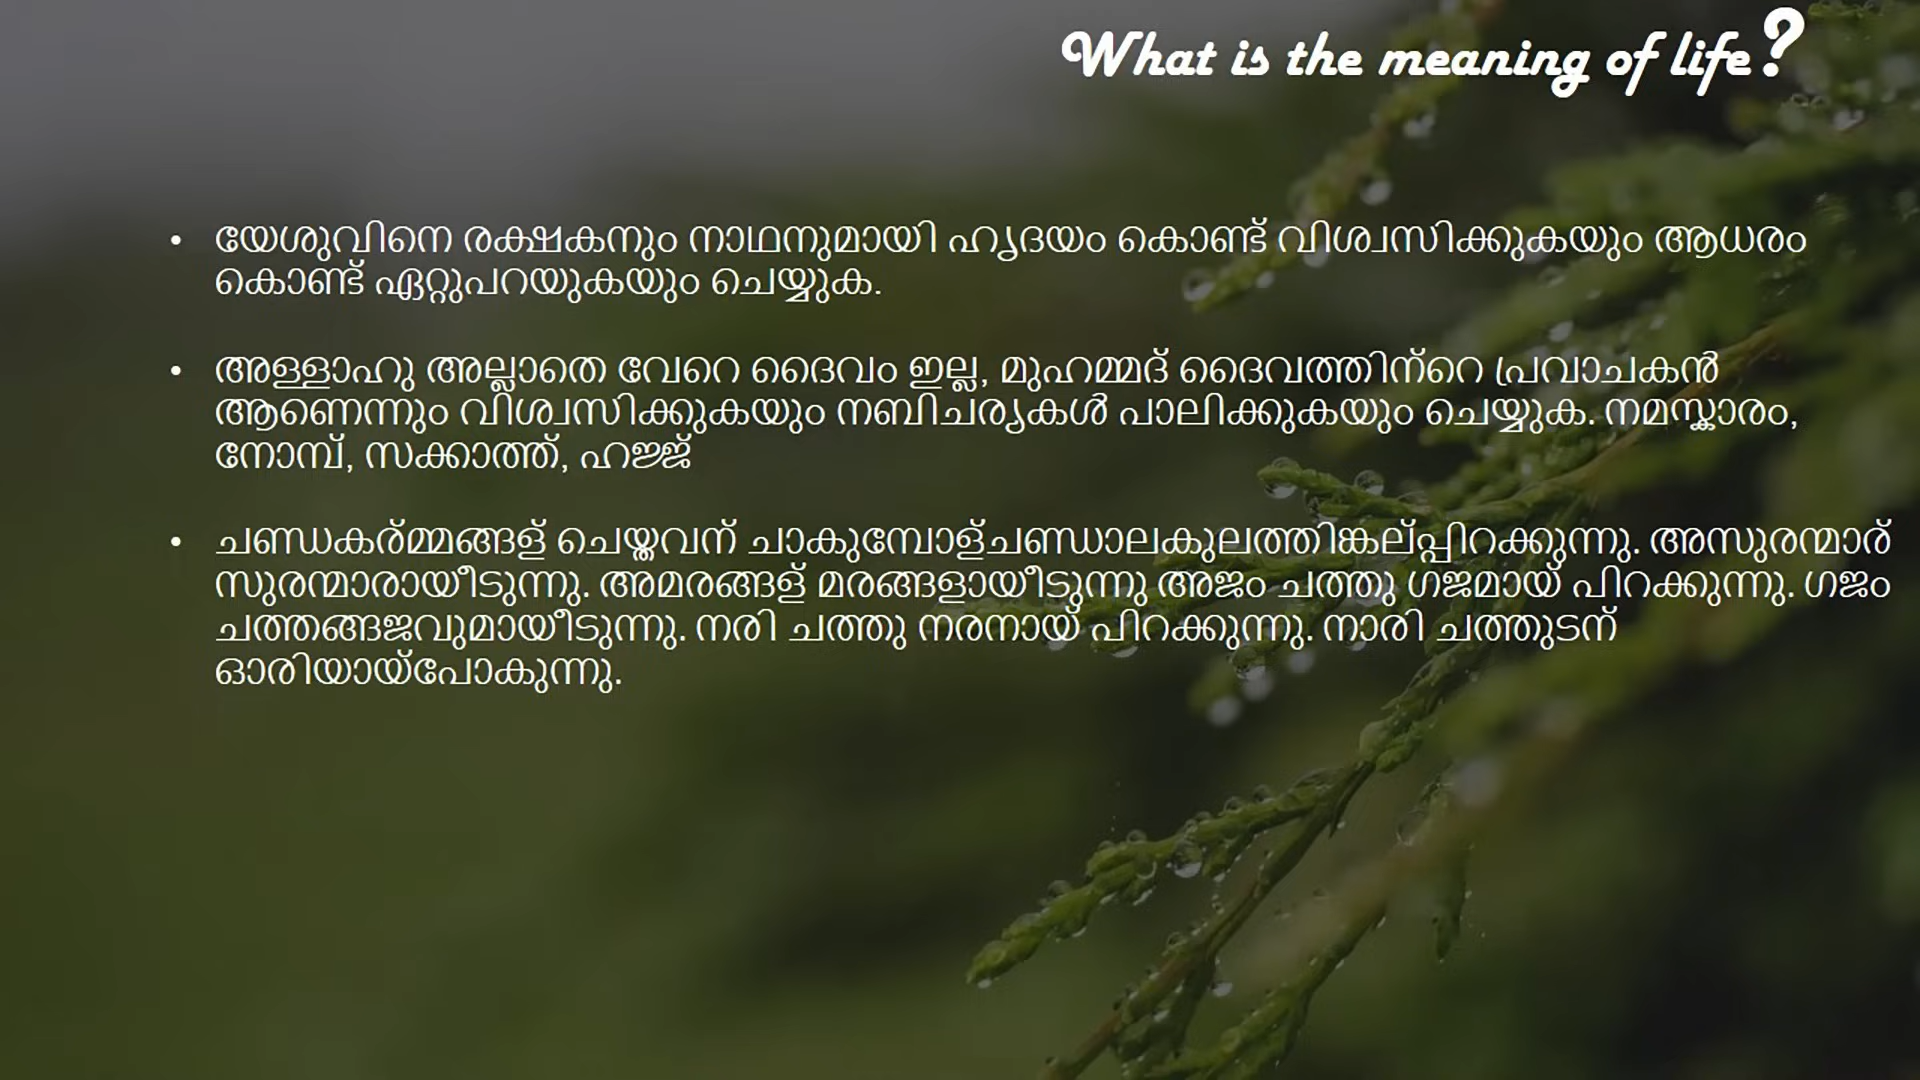 What is the meaning of life?
• യേശുവിനെ രക്ഷകനും നാഥനുമായി ഹൃദയം കൊണ്ട് വിശ്വസിക്കുകയും ആധരം
കൊണ്ട് ഏറ്റുപറയുകയും ചെയ്യുക.
• അള്ളാഹു അല്ലാതെ വേറെ ദൈവം ഇല്ല, മുഹമ്മദ് ദൈവത്തിന്റെ പ്രവാചകൻ
ആണെന്നും വിശ്വസിക്കുകയും നബിചര്യകൾ പാലിക്കുകയും ചെയ്യുക. നമസ്കാരം,
നോമ്പ്, സക്കാത്ത്, ഹജ്ജ്
• ചണ്ഡകര്മ്മങ്ങള് ചെയ്തവന് ചാകുമ്പോള്ചണ്ഡാലകുലത്തിങ്കല്പ്പിറക്കുന്നു. അസുരന്മാര്
സുരന്മാരായീടുന്നു. അമരങ്ങള് മരങ്ങളായീടുന്നു അജം ചത്തു ഗജമായ് പിറക്കുന്നു. ഗജം
ചത്തങ്ങജവുമായീടുന്നു. നരി ചത്തു നരനായ് പിറക്കുന്നു. നാരി ചത്തുടന്
ഓരിയായ്പോകുന്നു.